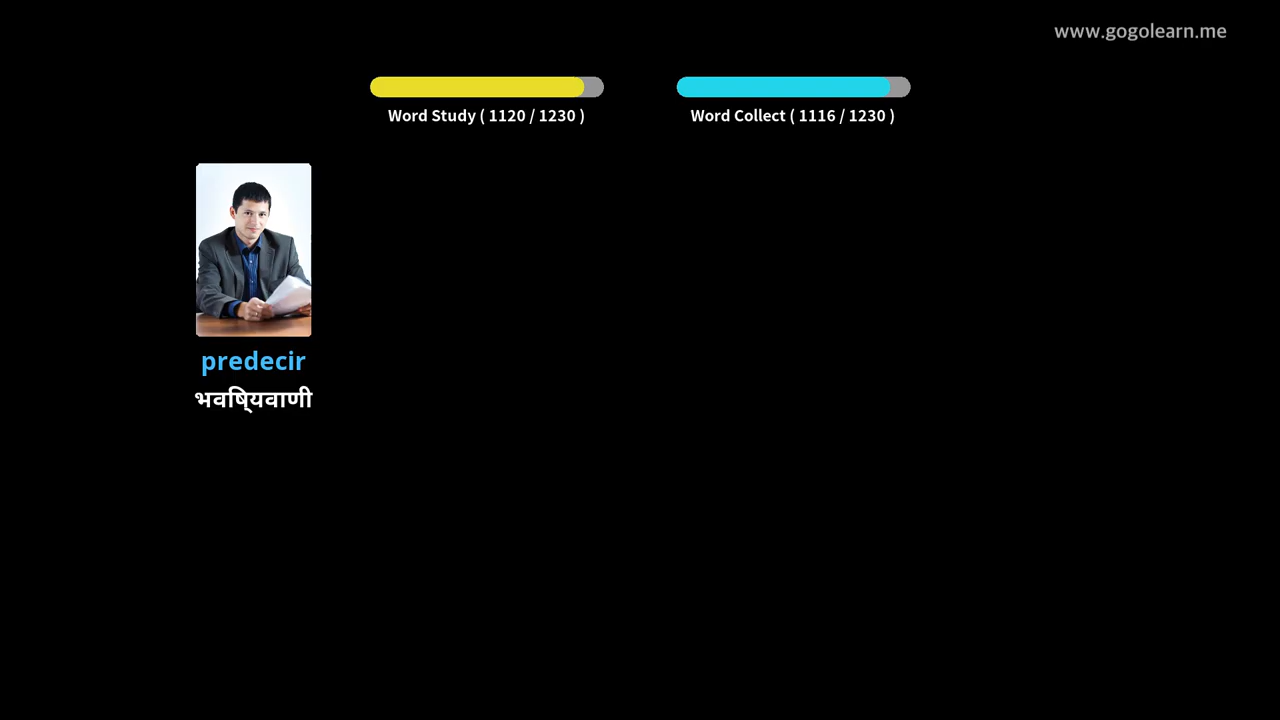 www.gogolearn.me
Word Study ( 1120 / 1230 )
Word Collect ( 1116 / 1230 )
predecir
भविष्यवाणी